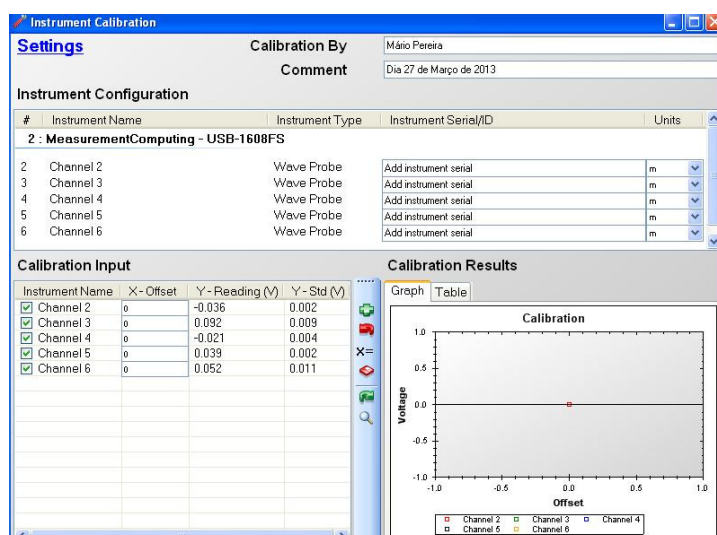 Instrument Calibration
Settings
Calibration By
Mário Pereira
Comment
Dia 27 de Março de 2013
Instrument Configuration
# Instrument Name Instrument Type Instrument Serial/ID Units
2 : MeasurementComputing - USB-1608FS
2 Channel 2 Wave Probe Add instrument serial m
3 Channel 3 Wave Probe Add instrument serial m
4 Channel 4 Wave Probe Add instrument serial m
5 Channel 5 Wave Probe Add instrument serial m
6 Channel 6 Wave Probe Add instrument serial m
Calibration Input
Instrument Name X - Offset Y - Reading (V) Y - Std (V)
Channel 2 0 -0.036 0.002
Channel 3 0 0.092 0.009
Channel 4 0 -0.021 0.004
Channel 5 0 0.039 0.002
Channel 6 0 0.052 0.011
X=
Calibration Results
Graph Table
Calibration
Voltage
1.0
0.5
0.0
-0.5
-1.0
-1.0 -0.5 0.0 0.5 1.0
Offset
Channel 2 Channel 3 Channel 4
Channel 5 Channel 6